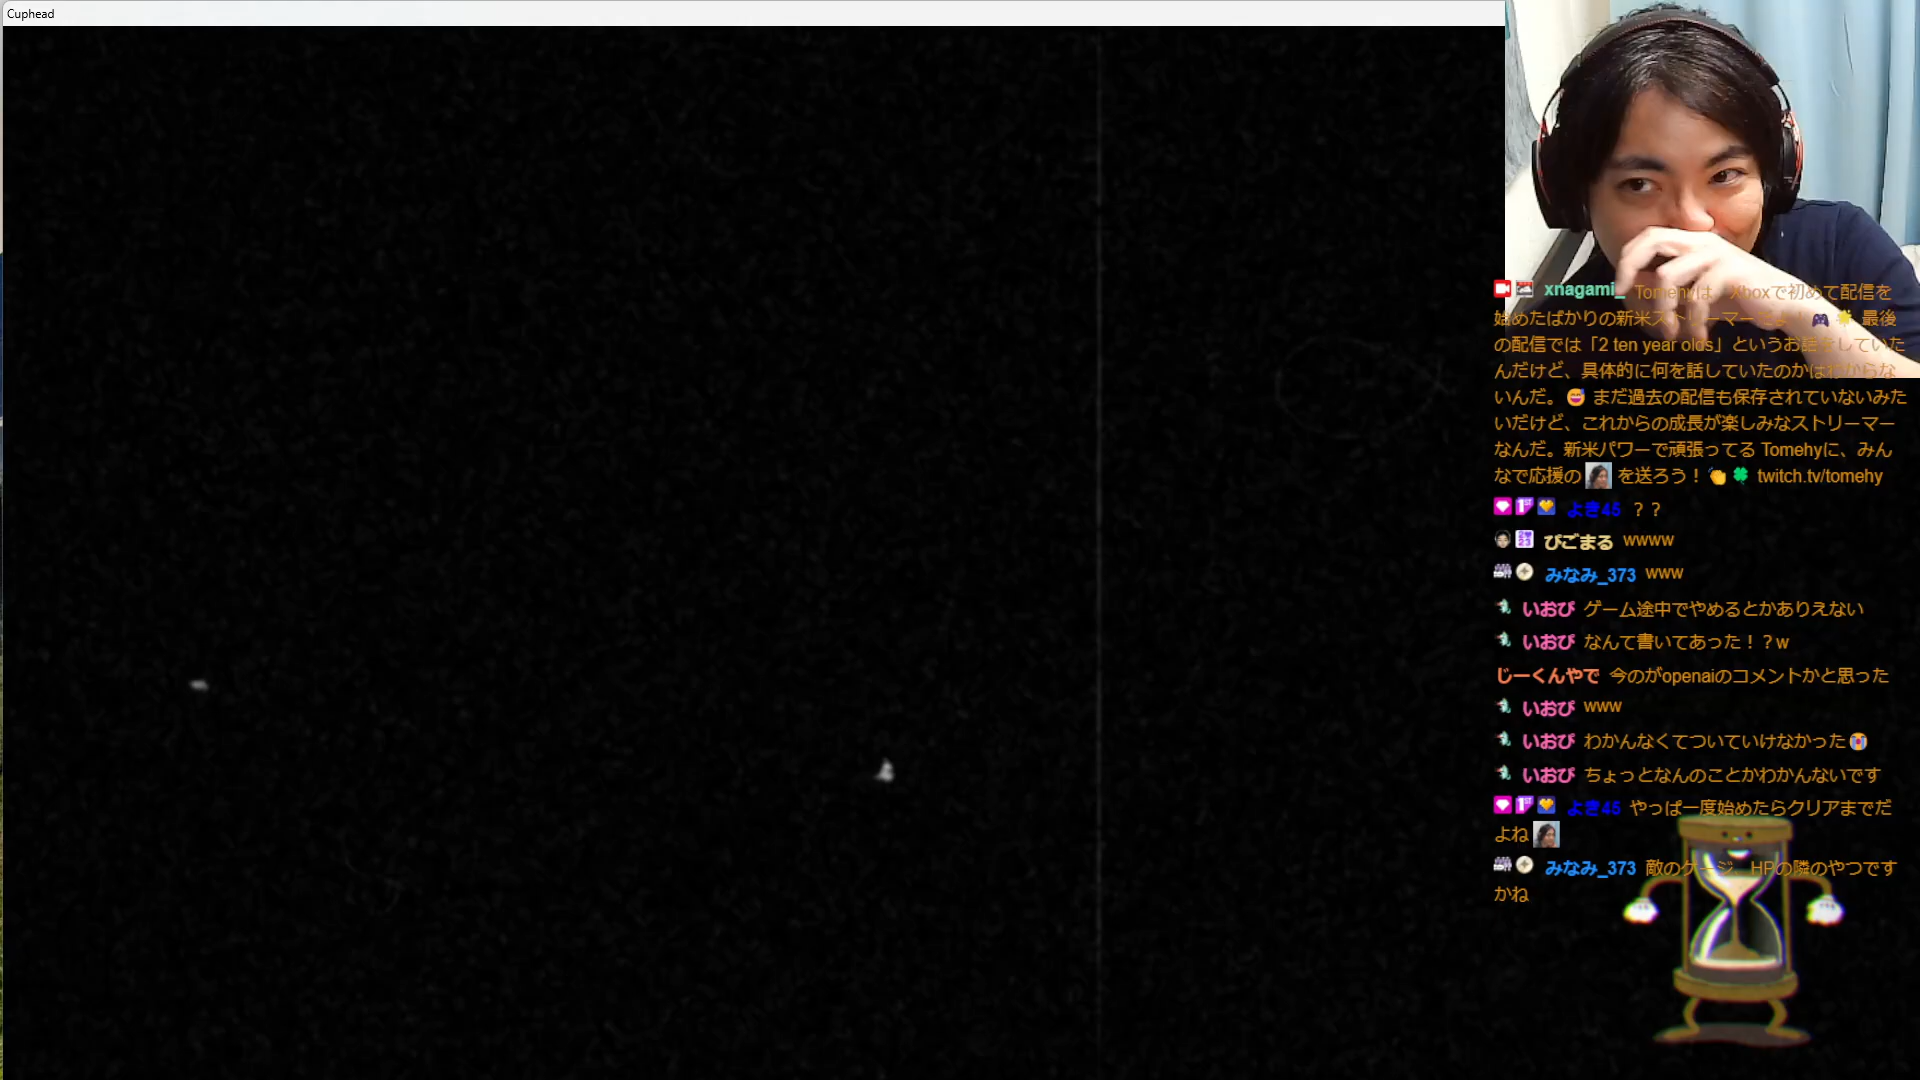 Cuphead
xnagami_ Tomehyは、Xboxで初めて配信を
始めたばかりの新米ストリーマー
最後
の配信では「2 ten year olds」というお話をしていた
んだけど、具体的に何を話していたのかはわからな
いんだ。😅 まだ過去の配信も保存されていないみた
いだけど、これからの成長が楽しみなストリーマー
なんだ。新米パワーで頑張ってる Tomehyに、みん
なで応援の を送ろう！👏🍀 twitch.tv/tomehy
よき45 ？？
ぴごまる wwww
みなみ_373 www
いおぴ ゲーム途中でやめるとかありえない
いおぴ なんて書いてあった！？w
じーくんやで 今のがopenaiのコメントかと思った
いおぴ www
いおぴ わかんなくてついていけなかった😭
いおぴ ちょっとなんのことかわかんないです
よき45 やっぱ一度始めたらクリアまでだ
よね
みなみ_373 敵のゲージ、HPの隣のやつです
かね